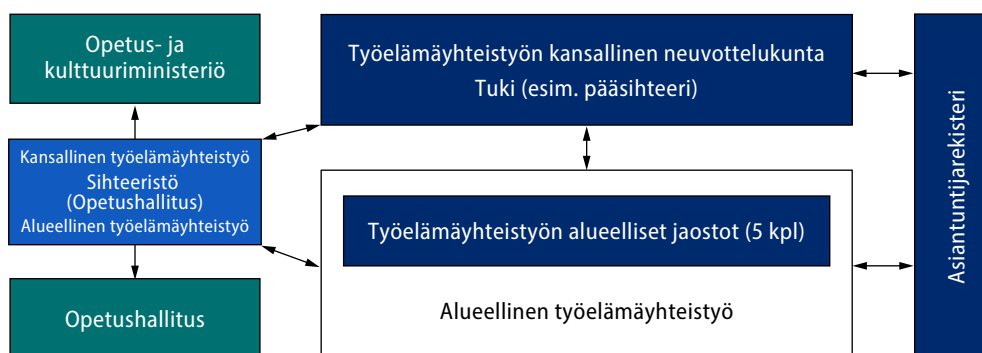 Opetus- ja
kulttuuriministeriö
Kansallinen työelämäyhteistyö
Sihteeristö
(Opetushallitus)
Alueellinen työelämäyhteistyö
Opetushallitus
Työelämäyhteistyön kansallinen neuvottelukunta
Tuki (esim. pääsihteeri)
Työelämäyhteistyön alueelliset jaostot (5 kpl)
Alueellinen työelämäyhteistyö
Asiantuntijarekisteri